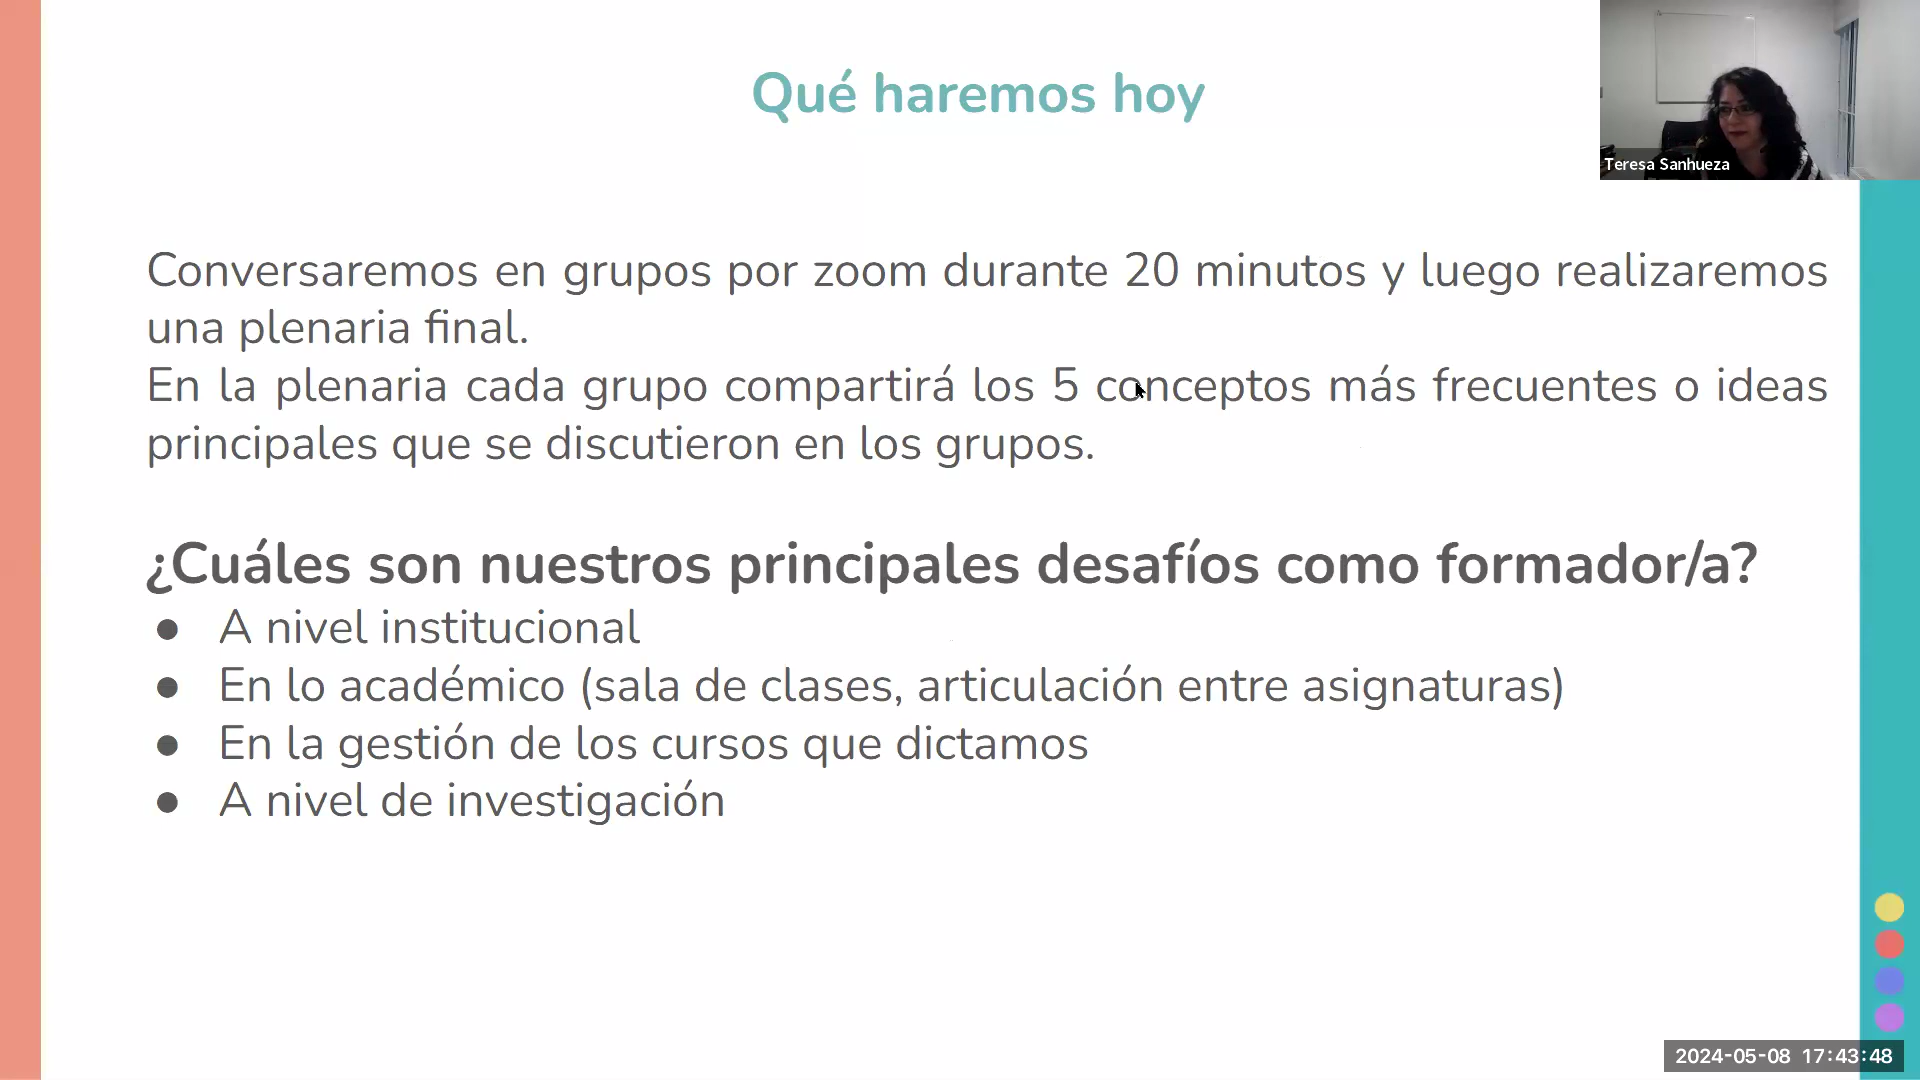 Qué haremos hoy
Teresa Sanhueza
Conversaremos en grupos por zoom durante 20 minutos y luego realizaremos
una plenaria final.
En la plenaria cada grupo compartirá los 5 conceptos más frecuentes o ideas
principales que se discutieron en los grupos.
¿Cuáles son nuestros principales desafíos como formador/a?
● A nivel institucional
● En lo académico (sala de clases, articulación entre asignaturas)
● En la gestión de los cursos que dictamos
● A nivel de investigación
2024-05-08 17:43:48